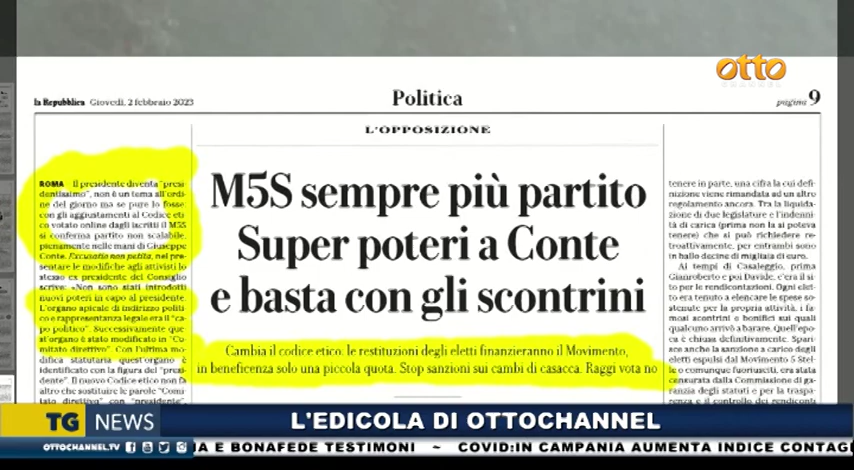 otto
CHANNEL
la Repubblica Giovedì, 2 febbraio 2023
Politica
pagina 9
L'OPPOSIZIONE
M5S sempre più partito
Super poteri a Conte
e basta con gli scontrini
Cambia il codice etico, le restituzioni degli eletti finanzieranno il Movimento,
in beneficenza solo una piccola quota. Stop sanzioni sui cambi di casacca. Raggi vota no
ROMA Il presidente diventa "presi-
dentissimo", non è un tema all'ordi-
ne del giorno ma se pure lo fosse,
con gli aggiustamenti al Codice eti-
co votato online dagli iscritti il M5S
si conferma partito non scalabile,
pienamente nelle mani di Giuseppe
Conte. Excusatio non petita, nel pre-
sentare le modifiche agli attivisti lo
stesso ex presidente del Consiglio
scrive: «Non sono stati introdotti
nuovi poteri in capo al presidente.
L'organo apicale di indirizzo politi-
co e rappresentanza legale era il "ca-
po politico". Successivamente que-
st'organo è stato modificato in "Co-
mitato direttivo". Con l'ultima mo-
difica statutaria quest'organo è
identificato con la figura del "presi-
dente". Il nuovo Codice etico non fa
altro che sostituire le parole "Comi-
tato direttivo" con "presidente",
tenere in parte, una cifra la cui defi-
nizione viene rimandata ad un altro
regolamento ancora. Tra la liquida-
zione di due legislature e l'indenni-
tà di carica (prima non la si poteva
tenere) che si può richiedere re-
troattivamente, per entrambi sono
in ballo decine di migliaia di euro.
Ai tempi di Casaleggio, prima
Gianroberto e poi Davide, c'era il si-
to per le rendicontazioni. Ogni elet-
to era tenuto a elencare le spese so-
stenute per la propria attività, i fa-
mosi scontrini e bonifici sui quali
qualcuno arrivò a barare. Quell'epo-
ca è chiusa definitivamente. Spari-
sce anche la sanzione a carico degli
eletti espulsi dal Movimento 5 Stel-
le o comunque fuoriusciti, era stata
censurata dalla Commissione di ga-
ranzia degli statuti e per la traspa-
renza e il controllo dei rendiconti
TG NEWS
L'EDICOLA DI OTTOCHANNEL
OTTOCHANNEL.TV
A E BONAFEDE TESTIMONI ~ COVID:IN CAMPANIA AUMENTA INDICE CONTAG